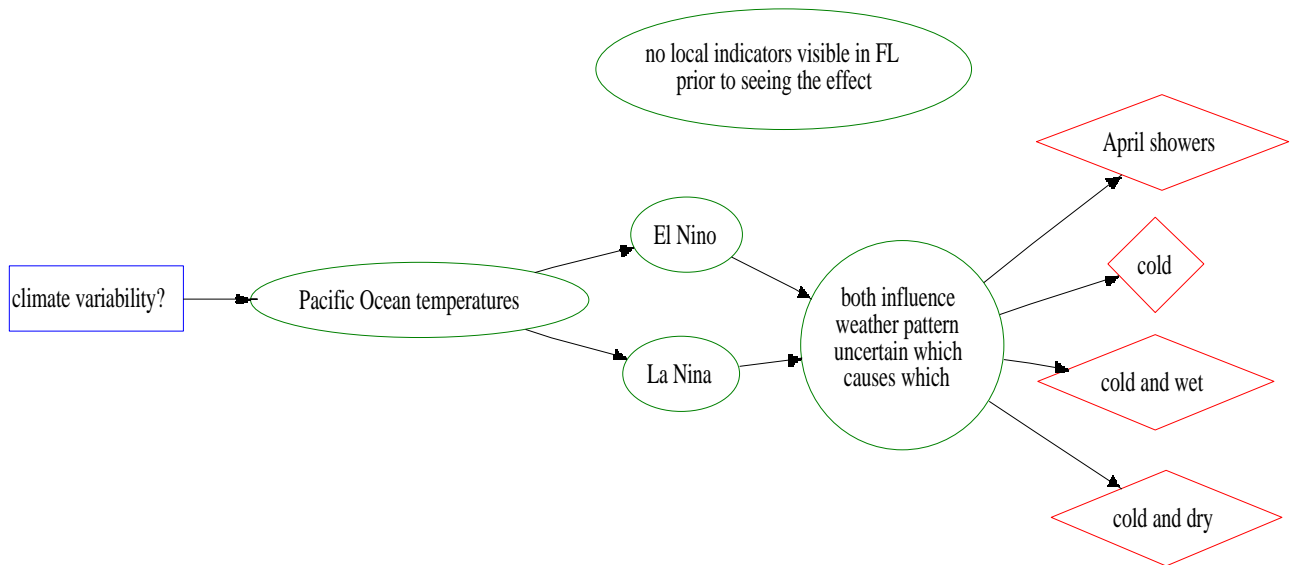 no local indicators visible in FL
prior to seeing the effect
April showers
El Nino
cold
climate variability?
Pacific Ocean temperatures
both influence
weather pattern
uncertain which
causes which
La Nina
cold and wet
cold and dry